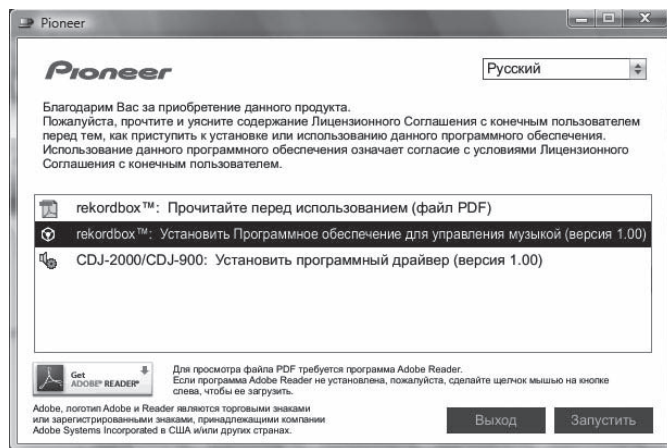 Pioneer
Pioneer
Русский
Благодарим Вас за приобретение данного продукта.
Пожалуйста, прочтите и уясните содержание Лицензионного Соглашения с конечным пользователем
перед тем, как приступить к установке или использованию данного программного обеспечения.
Использование данного программного обеспечения означает согласие с условиями Лицензионного
Соглашения с конечным пользователем.
rekordbox™: Прочитайте перед использованием (файл PDF)
rekordbox™: Установить Программное обеспечение для управления музыкой (версия 1.00)
CDJ-2000/CDJ-900: Установить программный драйвер (версия 1.00)
Get
ADOBE® READER®
Для просмотра файла PDF требуется программа Adobe Reader.
Если программа Adobe Reader не установлена, пожалуйста, сделайте щелчок мышью на кнопке
слева, чтобы ее загрузить.
Adobe, логотип Adobe и Reader являются торговыми знаками
или зарегистрированными знаками, принадлежащими компании
Adobe Systems Incorporated в США и/или других странах.
Выход
Запустить